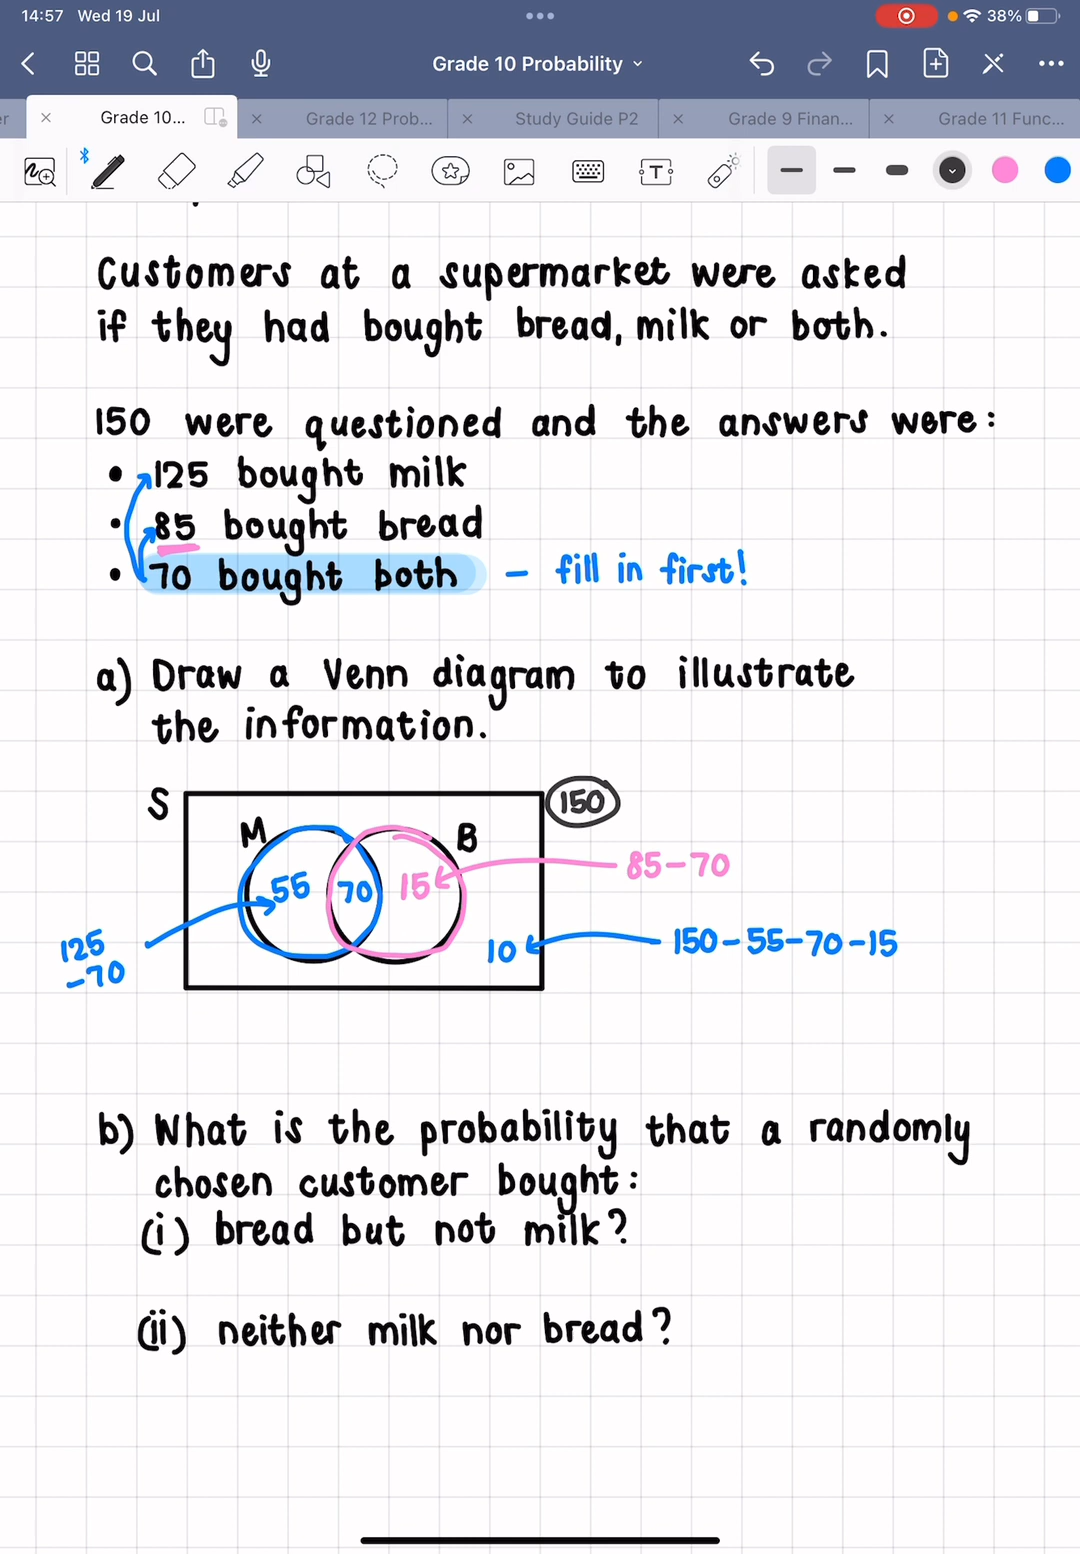 14:57 Wed 19 Jul
38%
Grade 10 Probability
Grade 10...
Grade 12 Prob...
Study Guide P2
Grade 9 Finan...
Grade 11 Func...
Customers at a supermarket were asked
if they had bought bread, milk or both.
150 were questioned and the answers were:
• 125 bought milk
• 85 bought bread
• 70 bought both - fill in first!
a) Draw a Venn diagram to illustrate
the information.
S
150
M
B
55
70
15
85-70
125
-70
10
150-55-70-15
b) What is the probability that a randomly
chosen customer bought:
(i) bread but not milk?
(ii) neither milk nor bread?